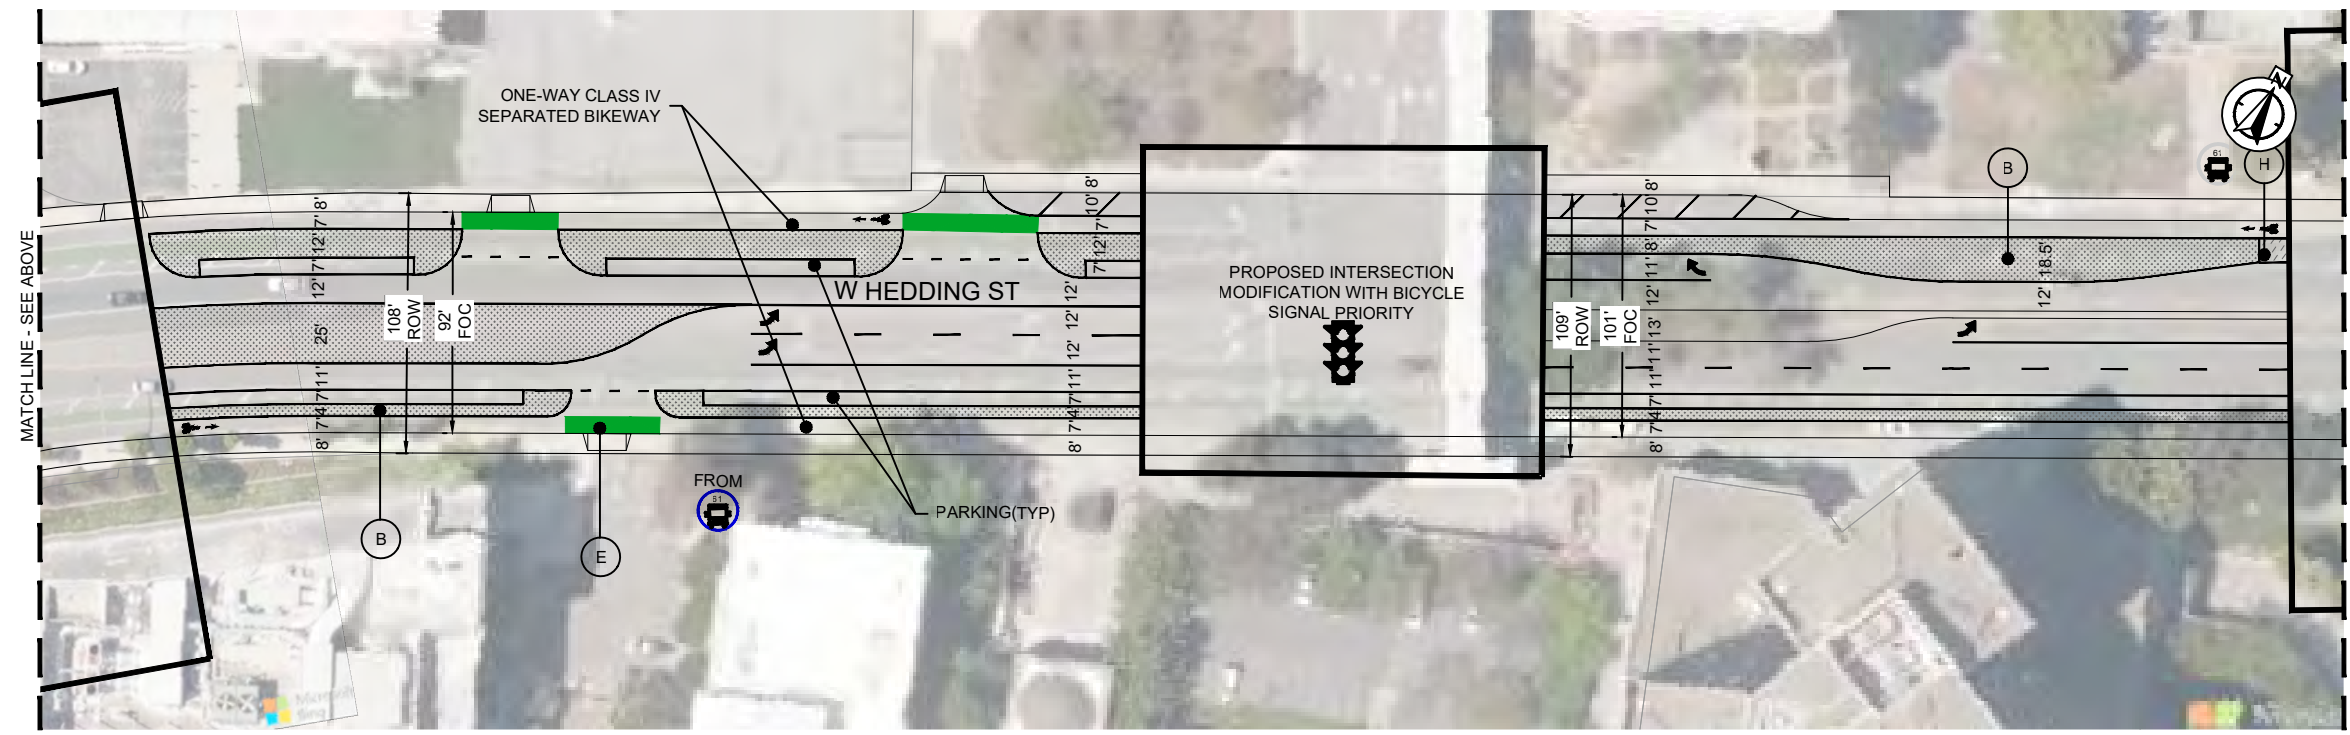 ONE-WAY CLASS IV
SEPARATED BIKEWAY
N
61
H
B
MATCH LINE - SEE ABOVE
8'
7'
12'
7'
12'
25'
11'
7'
4'
7'
8'
108'
ROW
92'
FOC
W HEDDING ST
8'
10'
7'
12'
7'
12'
12'
12'
11'
7'
4'
7'
8'
PROPOSED INTERSECTION
MODIFICATION WITH BICYCLE
SIGNAL PRIORITY
109'
ROW
101'
FOC
8'
10'
7'
8'
11'
12'
13'
11'
11'
7'
4'
7'
8'
18.5'
12'
FROM
61
PARKING(TYP)
B
E
Microsoft